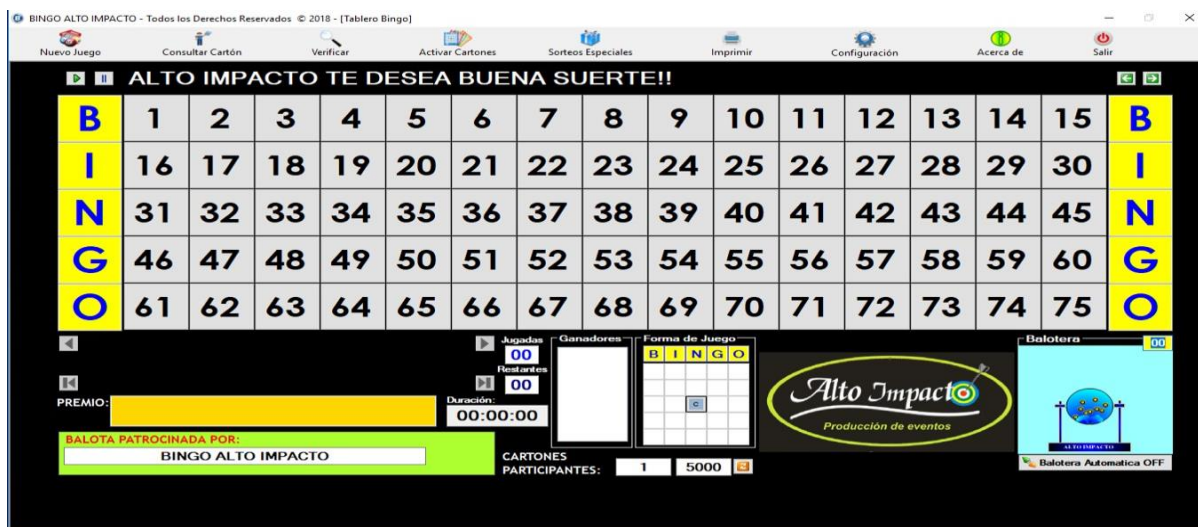 BINGO ALTO IMPACTO - Todos los Derechos Reservados © 2018 - [Tablero Bingo]
Nuevo Juego Consultar Cartón Verificar Activar Cartones Sorteos Especiales Imprimir Configuración Acerca de Salir
ALTO IMPACTO TE DESEA BUENA SUERTE!!
B 1 2 3 4 5 6 7 8 9 10 11 12 13 14 15 B
I 16 17 18 19 20 21 22 23 24 25 26 27 28 29 30 I
N 31 32 33 34 35 36 37 38 39 40 41 42 43 44 45 N
G 46 47 48 49 50 51 52 53 54 55 56 57 58 59 60 G
O 61 62 63 64 65 66 67 68 69 70 71 72 73 74 75 O
Jugadas
00
Restantes
00
Duración:
00:00:00
PREMIO:
BALOTA PATROCINADA POR:
BINGO ALTO IMPACTO
Ganadores
Forma de Juego
B I N G O
C
CARTONES
PARTICIPANTES: 1 5000
Alto Impacto
Producción de eventos
Balotera
00
ALTO IMPACTO
Balotera Automatica OFF